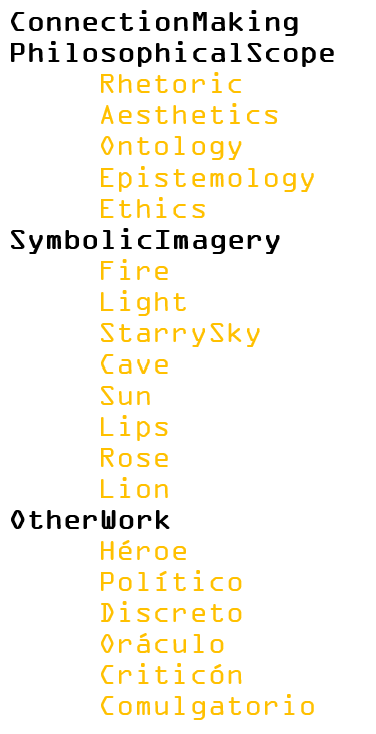 ConnectionMaking
PhilosophicalScope
Rhetoric
Aesthetics
Ontology
Epistemology
Ethics
SymbolicImagery
Fire
Light
StarrySky
Cave
Sun
Lips
Rose
Lion
OtherWork
Héroe
Político
Discreto
Oráculo
Criticón
Comulgatorio